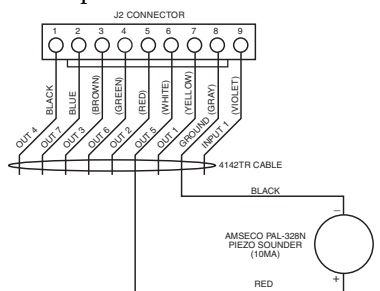 J2 CONNECTOR
1 2 3 4 5 6 7 8 9
BLACK
BLUE
(BROWN)
(GREEN)
(RED)
(WHITE)
(YELLOW)
(GRAY)
(VIOLET)
OUT 4
OUT 7
OUT 3
OUT 6
OUT 2
OUT 5
OUT 1
GROUND
INPUT 1
4142TR CABLE
BLACK
–
AMSECO PAL-328N
PIEZO SOUNDER
(10MA)
+
RED